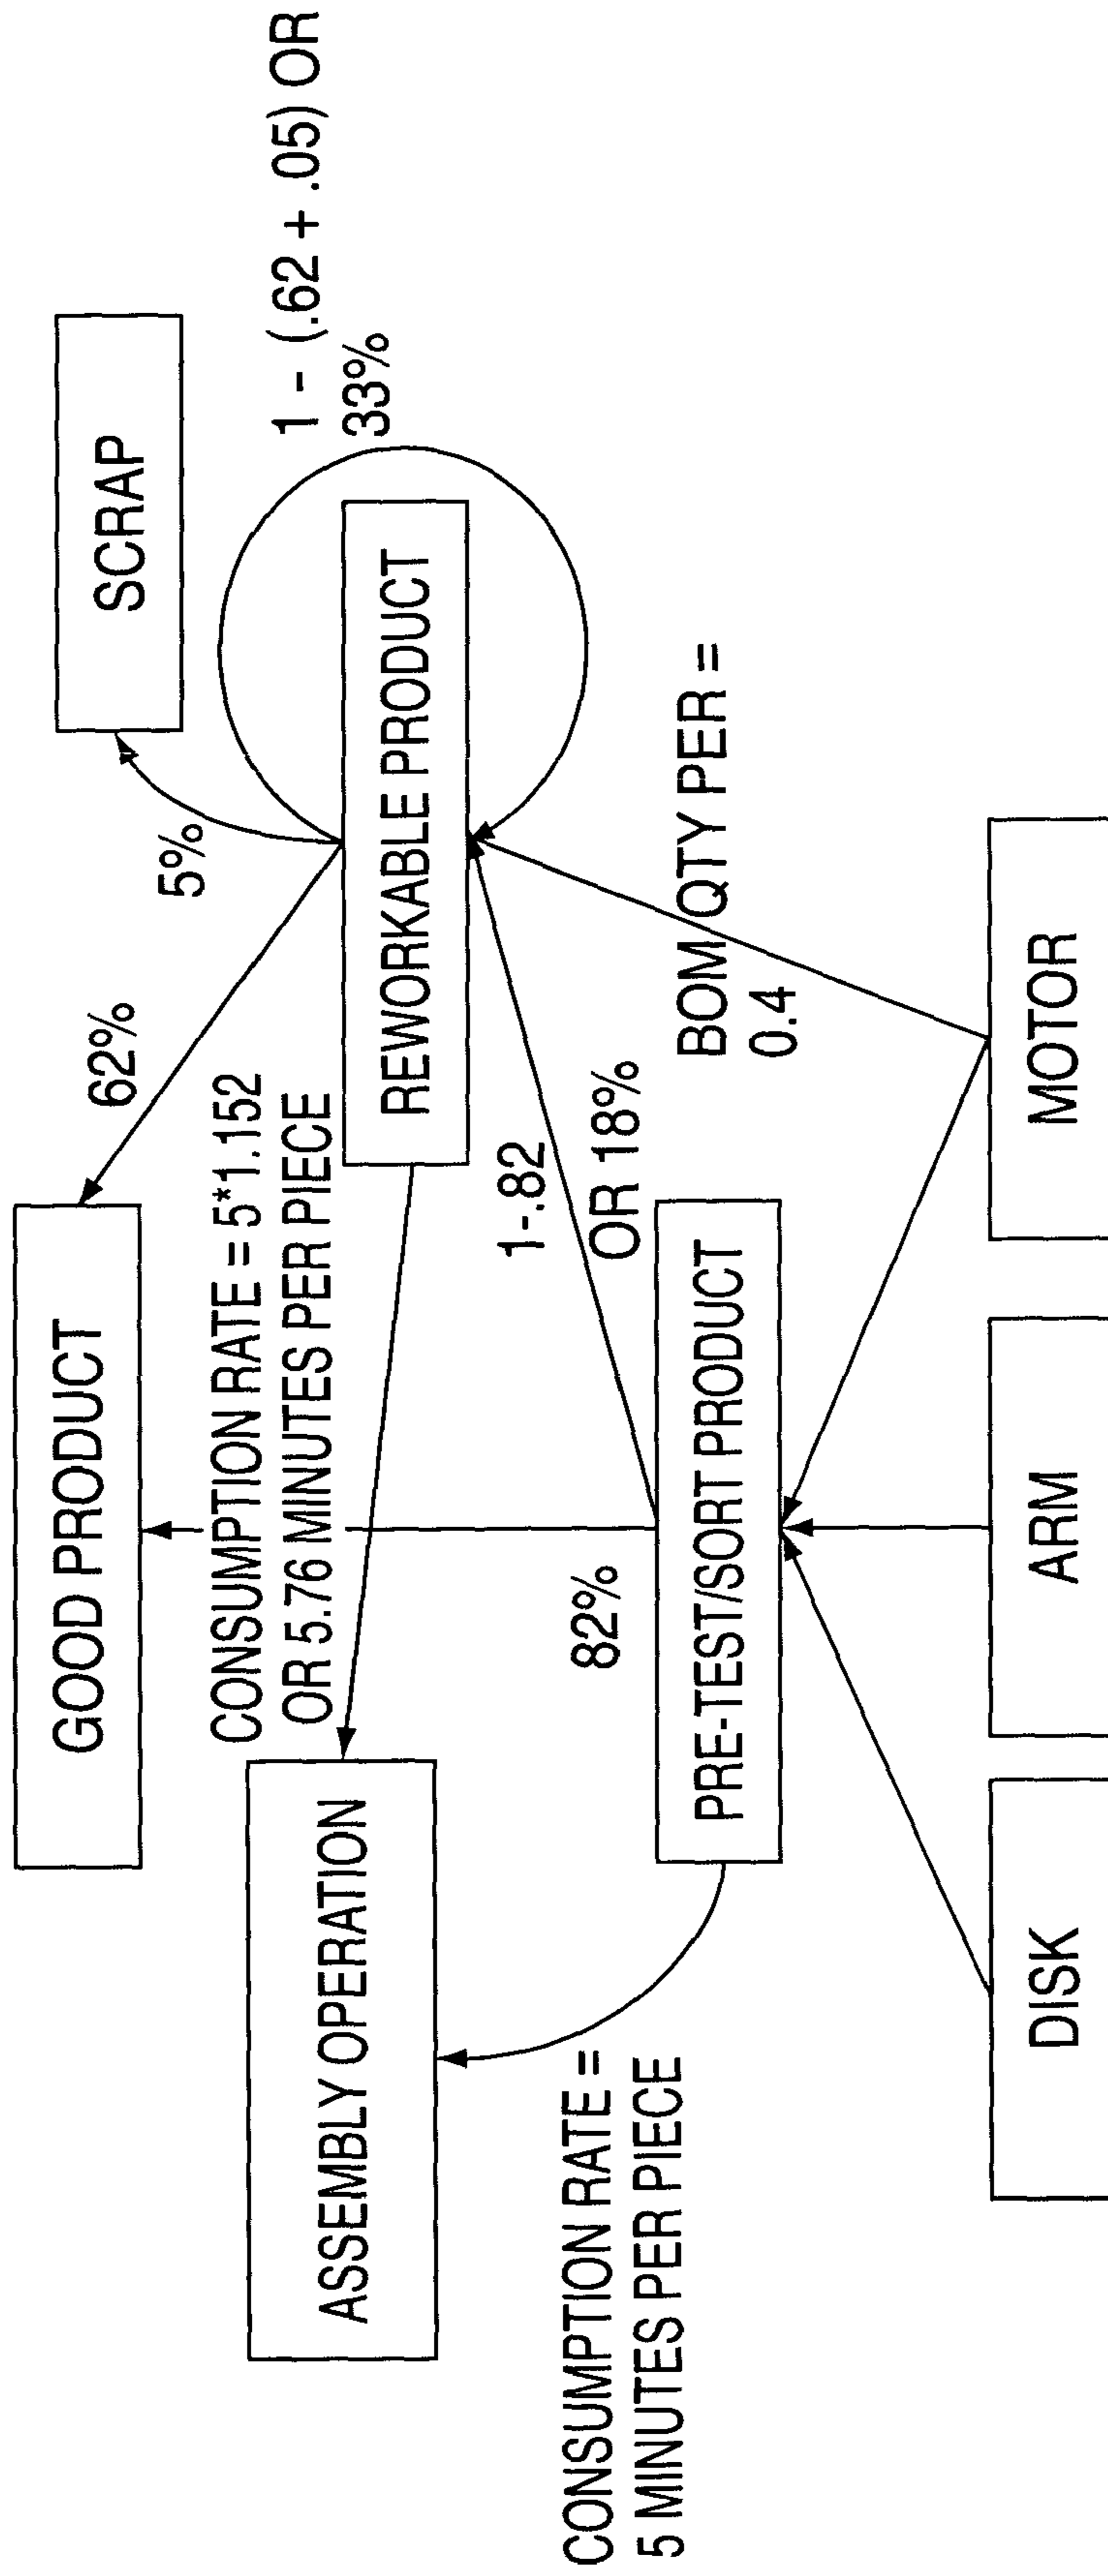 GOOD PRODUCT
62%
5%
SCRAP
CONSUMPTION RATE = 5*1.152
OR 5.76 MINUTES PER PIECE
1 - (.62 + .05) OR
33%
ASSEMBLY OPERATION
REWORKABLE PRODUCT
CONSUMPTION RATE =
5 MINUTES PER PIECE
82%
1-.82
OR 18%
PRE-TEST/SORT PRODUCT
BOM QTY PER =
0.4
DISK
ARM
MOTOR